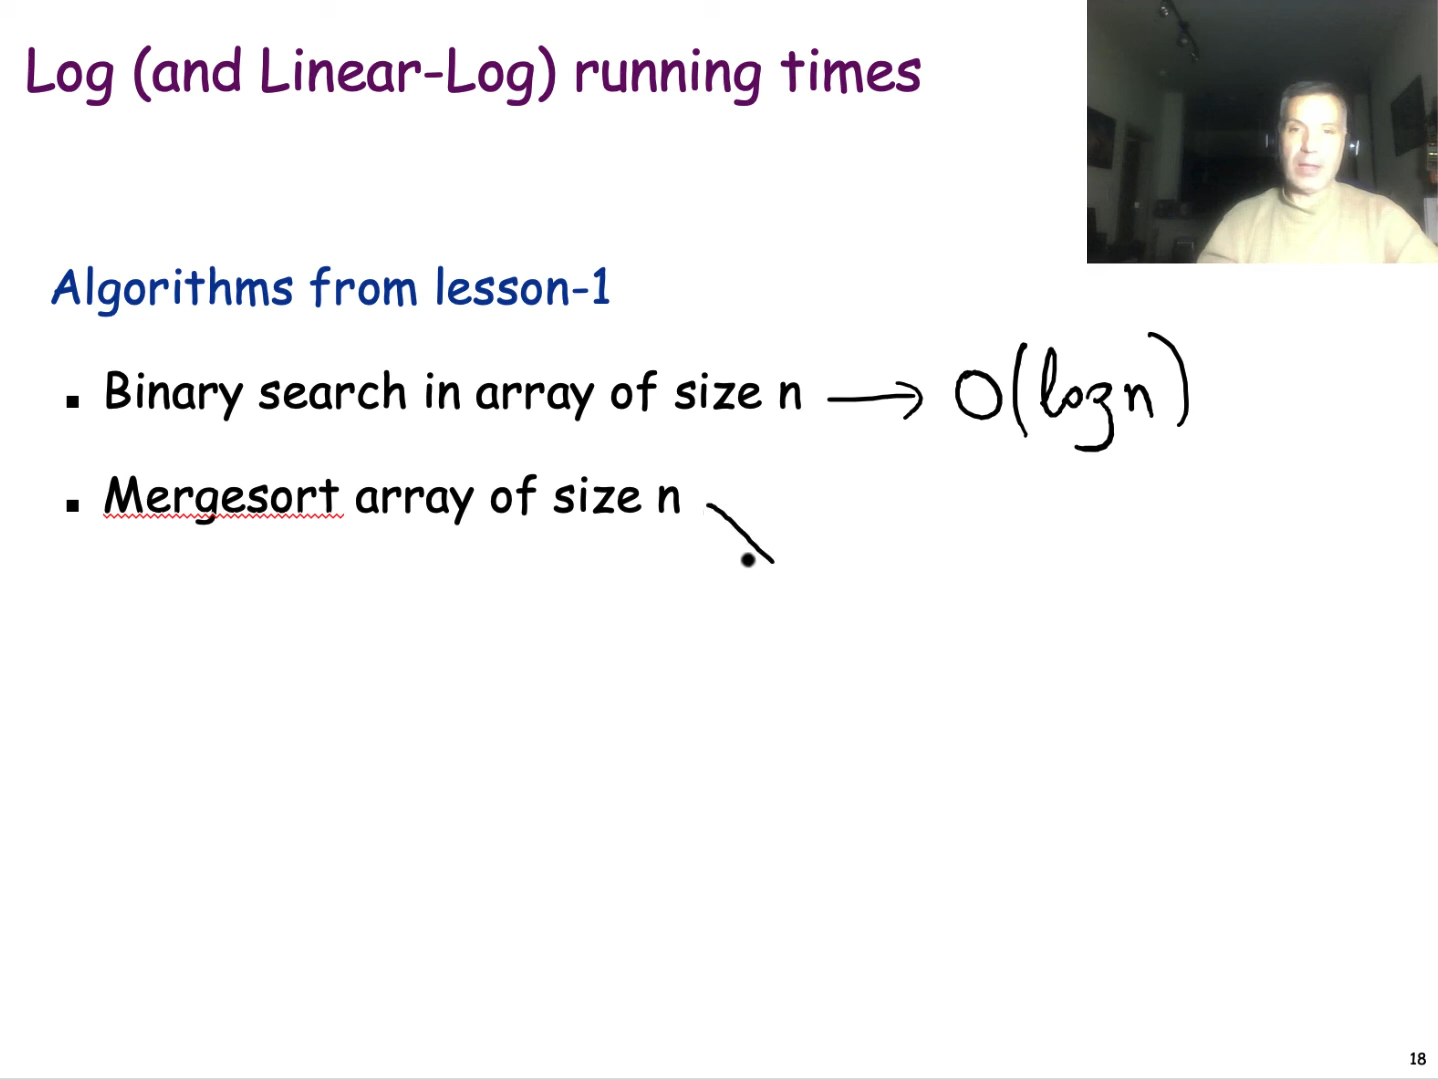 Log (and Linear-Log) running times
Algorithms from lesson-1
▪ Binary search in array of size n → O(log n)
▪ Mergesort array of size n
18